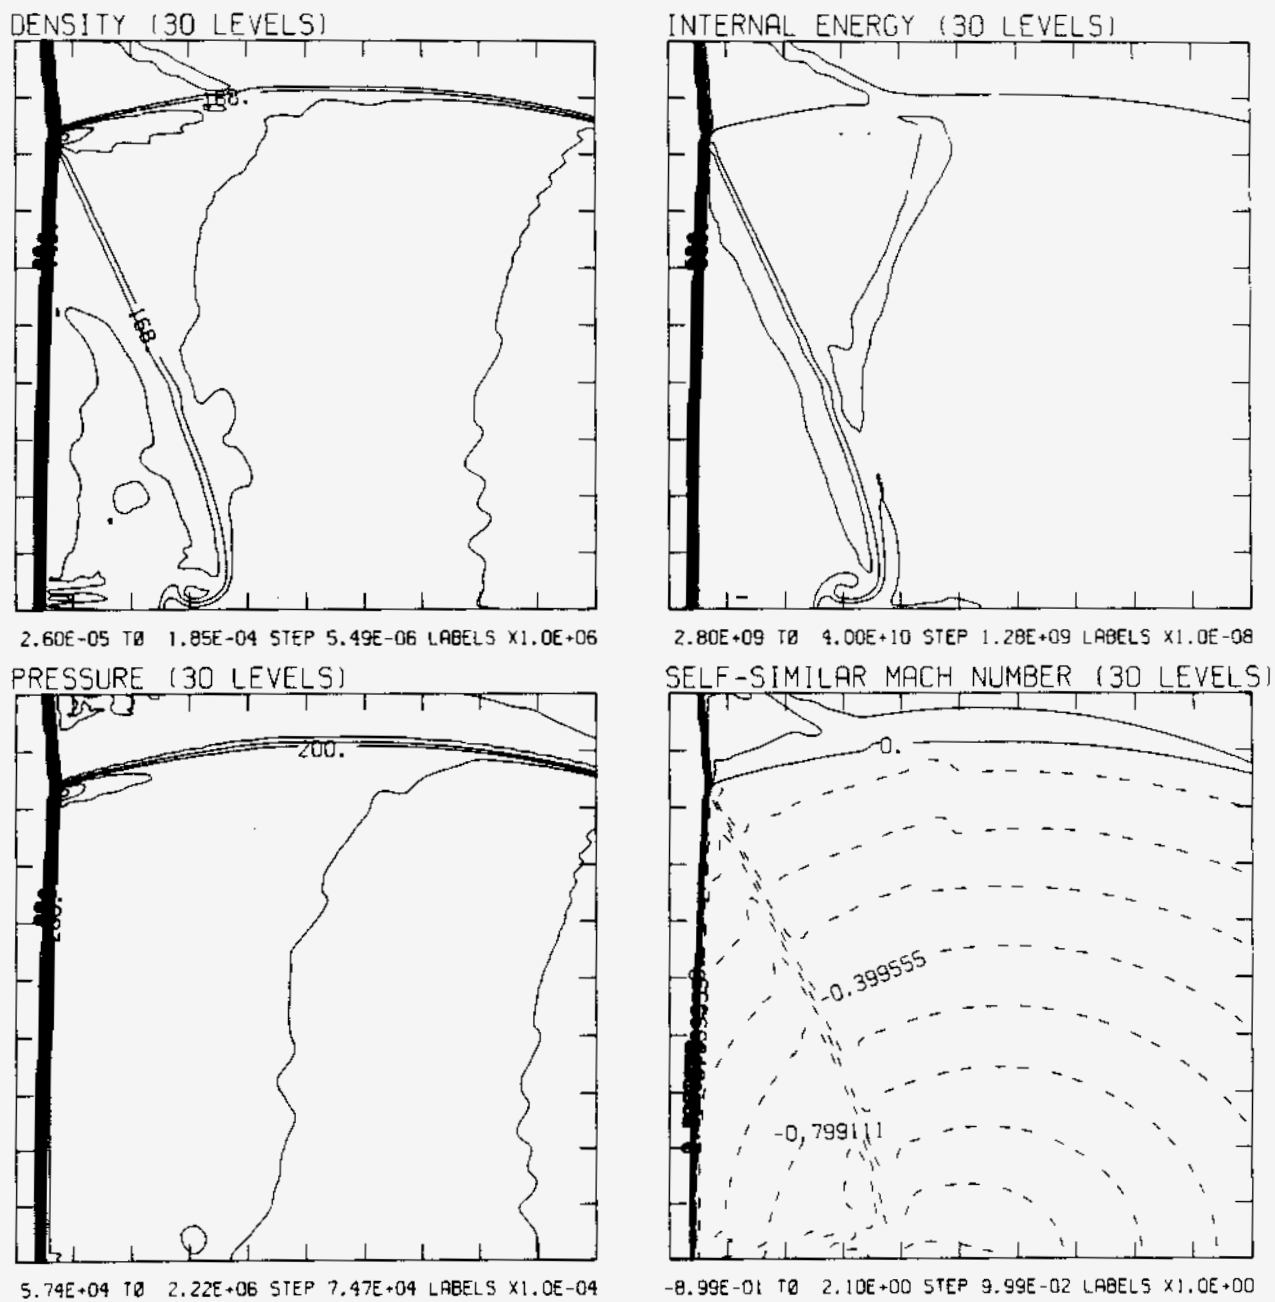 DENSITY (30 LEVELS)
INTERNAL ENERGY (30 LEVELS)
168.
168.
2.60E-05 TO 1.85E-04 STEP 5.49E-06 LABELS X1.0E+06
2.80E+09 TO 4.00E+10 STEP 1.28E+09 LABELS X1.0E-08
PRESSURE (30 LEVELS)
SELF-SIMILAR MACH NUMBER (30 LEVELS)
200.
0.
-0.399555
-0.799111
5.74E+04 TO 2.22E+06 STEP 7.47E+04 LABELS X1.0E-04
-8.99E-01 TO 2.10E+00 STEP 9.99E-02 LABELS X1.0E+00